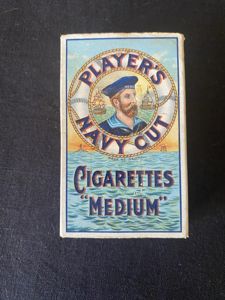 PLAYER'S
NAVY CUT
CIGARETTES
"MEDIUM"